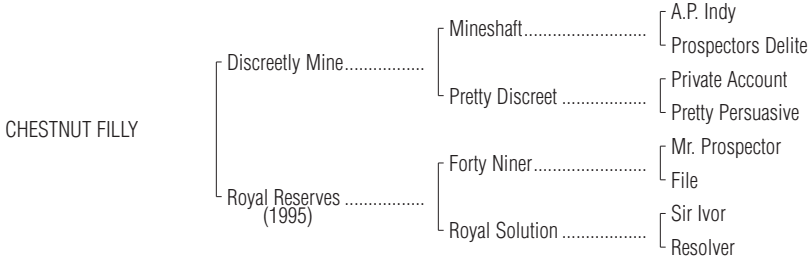 A.P. Indy
Mineshaft........................
Prospectors Delite
Discreetly Mine................
Private Account
Pretty Discreet .................
Pretty Persuasive
CHESTNUT FILLY
Mr. Prospector
Forty Niner.......................
File
Royal Reserves ................
(1995)
Sir Ivor
Royal Solution .................
Resolver